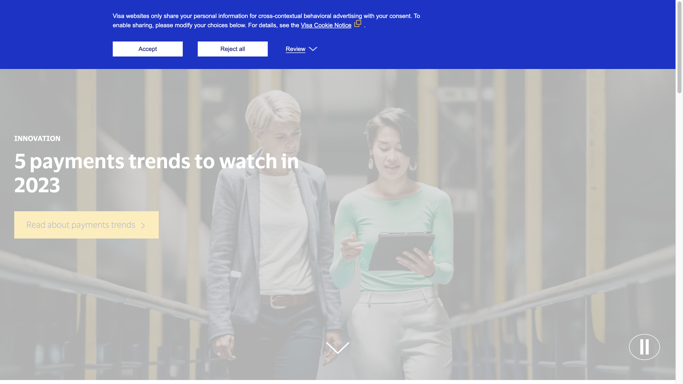 Visa websites only share your personal information for cross-contextual behavioral advertising with your consent. To
enable sharing, please modify your choices below. For details, see the Visa Cookie Notice .
Accept
Reject all
Review
INNOVATION
5 payments trends to watch in
2023
Read about payments trends